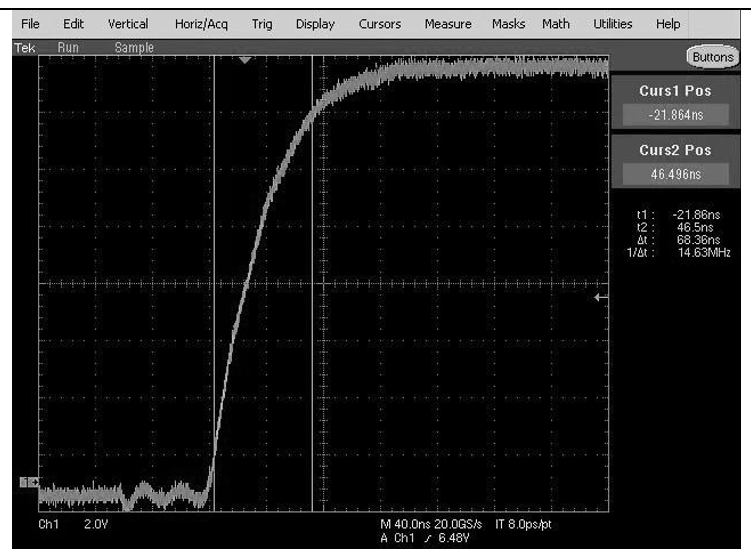 File Edit Vertical Horiz/Acq Trig Display Cursors Measure Masks Math Utilities Help
Tek Run Sample
Buttons
Curs1 Pos
-21.864ns
Curs2 Pos
46.496ns
t1 : -21.86ns
t2 : 46.5ns
Δt : 68.36ns
1/Δt : 14.63MHz
Ch1 2.0V M 40.0ns 20.0GS/s IT 8.0ps/pt
A Ch1 ⁄ 6.48V